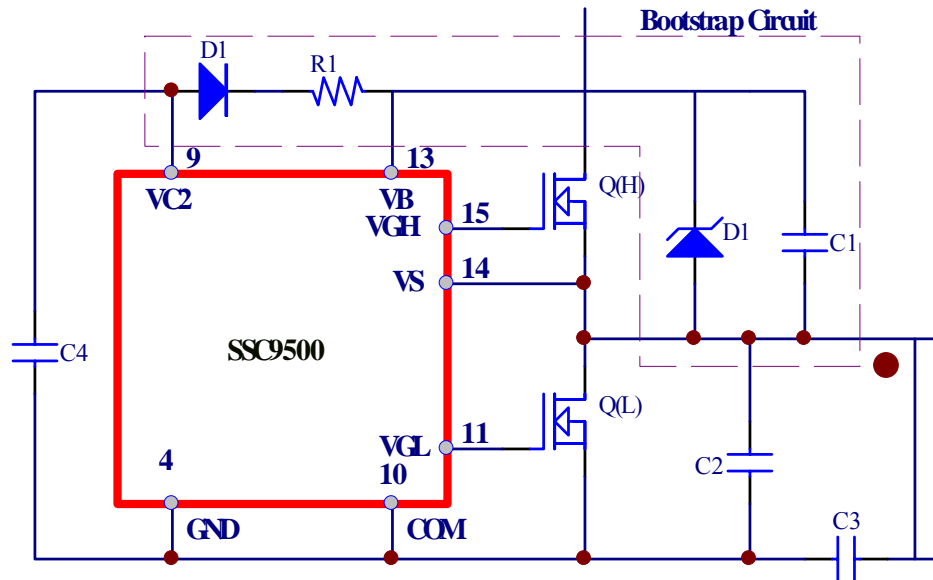 Bootstrap Circuit
D1
R1
9
13
VC2
VB
VGH
15
Q(H)
VS
14
D1
C1
SSC9500
C4
VGL
11
Q(L)
4
10
C2
GND
COM
C3